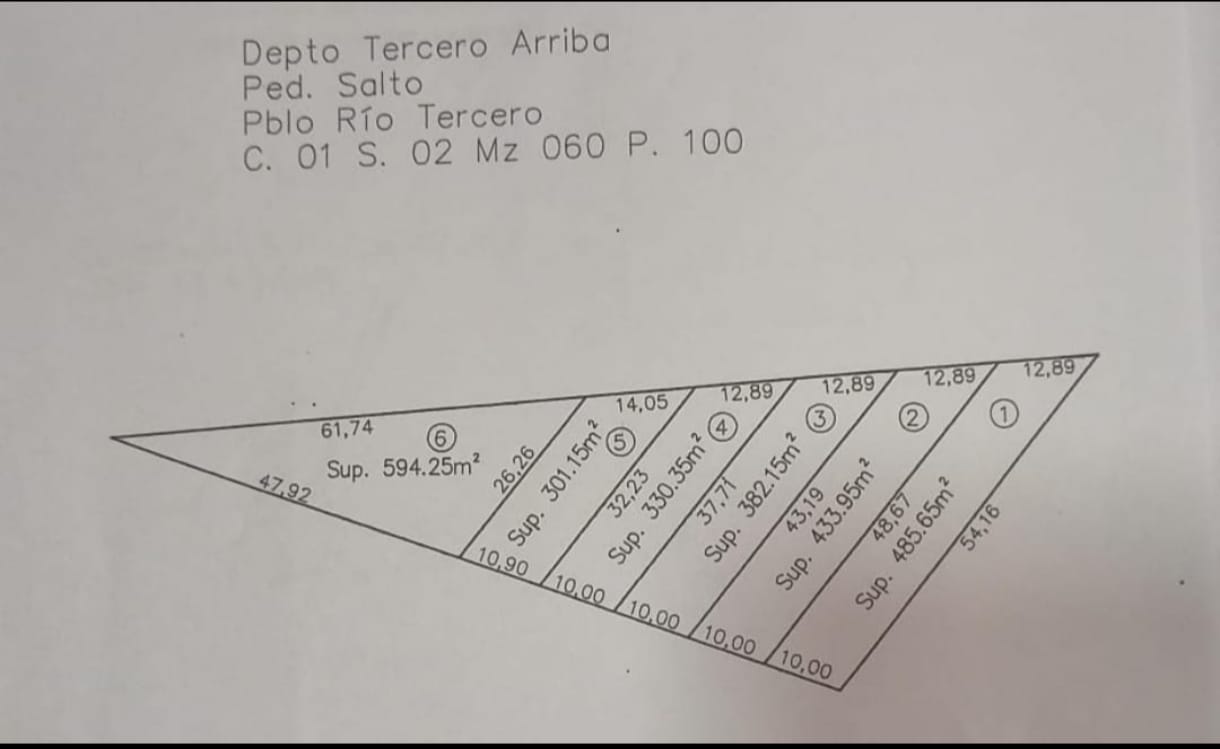 Depto Tercero Arriba
Ped. Salto
Pblo Río Tercero
C. 01 S. 02 Mz 060 P. 100
12,89
12,89
12,89
12,89
14,05
61,74
6
Sup. 594.25m²
47,92
26,26
5
Sup. 301.15m²
10,90
32,23
4
Sup. 330.35m²
10,00
37,71
3
Sup. 382.15m²
10,00
43,19
2
Sup. 433.95m²
10,00
48,67
1
Sup. 485.65m²
10,00
54,16